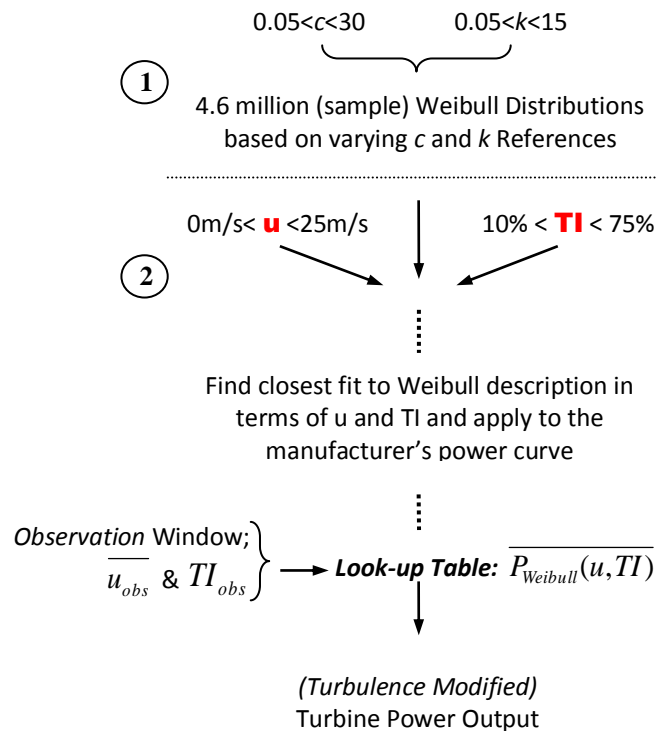 0.05<c<30 0.05<k<15
1
4.6 million (sample) Weibull Distributions
based on varying c and k References
0m/s< u <25m/s 10% < TI < 75%
2
Find closest fit to Weibull description in
terms of u and TI and apply to the
manufacturer's power curve
Observation Window;
u_obs & TI_obs
Look-up Table: P_Weibull(u,TI)
(Turbulence Modified)
Turbine Power Output